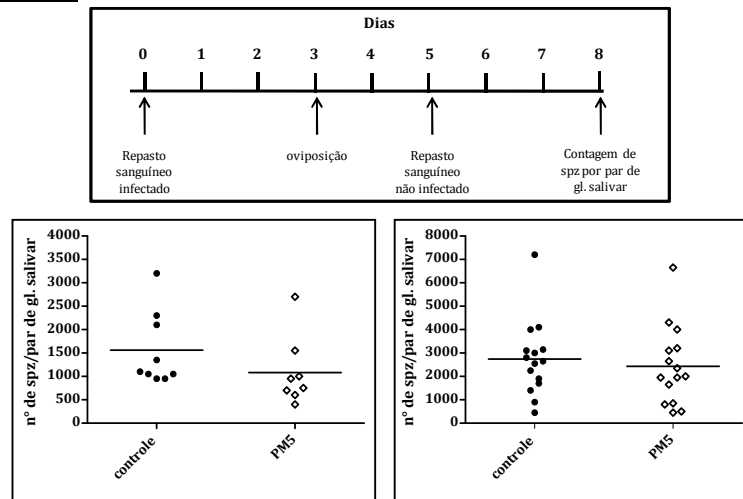 Dias
0 1 2 3 4 5 6 7 8
Repasto
sanguíneo
infectado
oviposição
Repasto
sanguíneo
não infectado
Contagem de
spz por par de
gl. salivar
n° de spz/par de gl. salivar
4000
3500
3000
2500
2000
1500
1000
500
0
controle
PM5
n° de spz/par de gl. salivar
8000
7000
6000
5000
4000
3000
2000
1000
0
controle
PM5